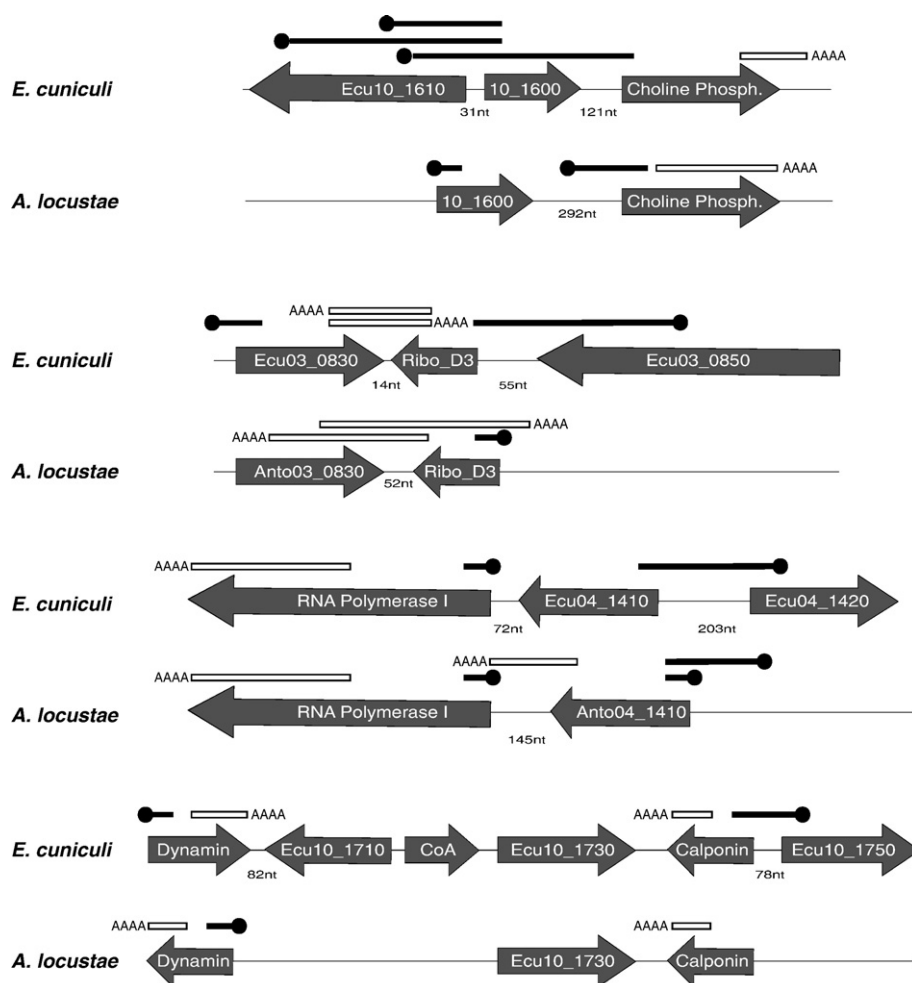 AAAA
E. cuniculi Ecu10_1610 10_1600 Choline Phosph.
31nt 121nt
AAAA
A. locustae 10_1600 Choline Phosph.
292nt
AAAA
AAAA
E. cuniculi Ecu03_0830 Ribo_D3 Ecu03_0850
14nt 55nt
AAAA
AAAA
A. locustae Anto03_0830 Ribo_D3
52nt
AAAA
E. cuniculi RNA Polymerase I Ecu04_1410 Ecu04_1420
72nt 203nt
AAAA
AAAA
A. locustae RNA Polymerase I Anto04_1410
145nt
AAAA AAAA
E. cuniculi Dynamin Ecu10_1710 CoA Ecu10_1730 Calponin Ecu10_1750
82nt 78nt
AAAA AAAA
A. locustae Dynamin Ecu10_1730 Calponin